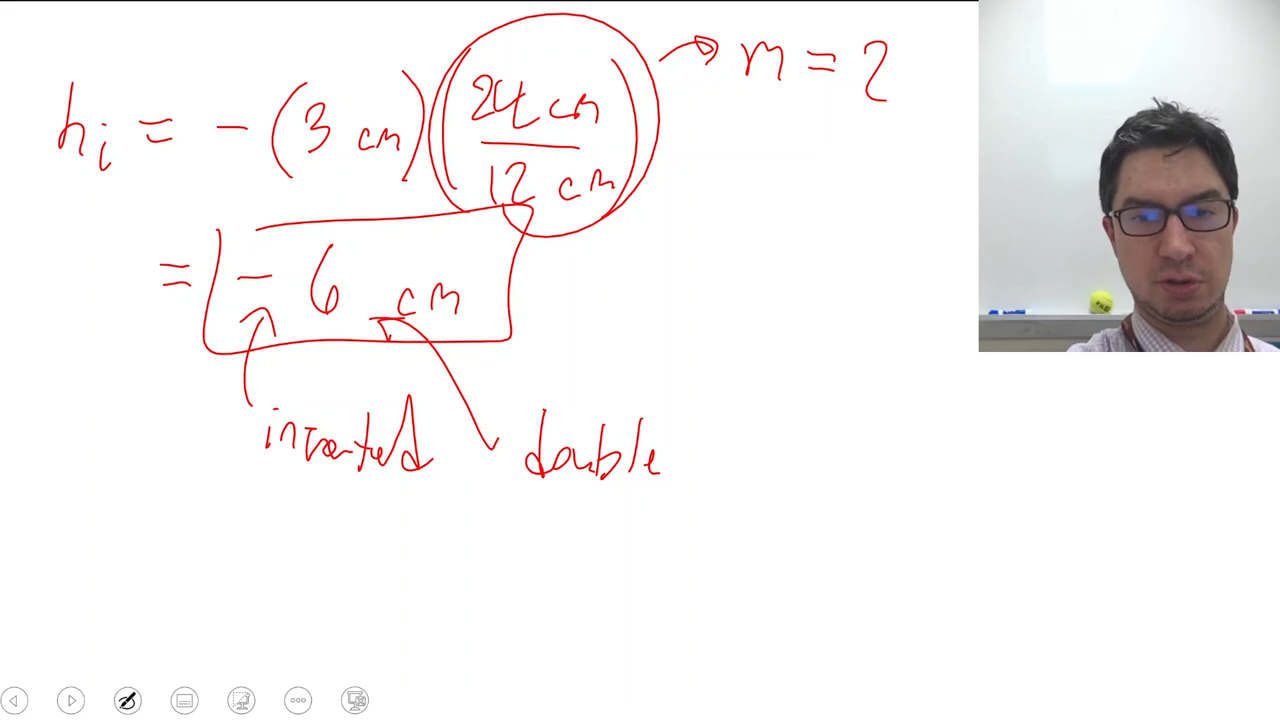 hi = - (3 cm) (24 cm / 12 cm) → m = 2
= - 6 cm
inverted double